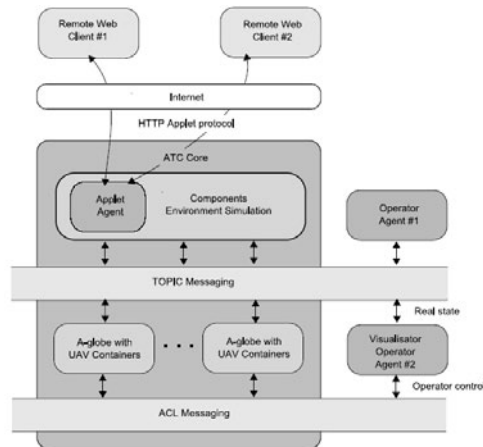 Remote Web
Client #1
Remote Web
Client #2
Internet
HTTP Applet protocol
ATC Core
Applet
Agent
Components
Environment Simulation
Operator
Agent #1
TOPIC Messaging
Real state
A-globe with
UAV Containers
. . .
A-globe with
UAV Containers
Visualisator
Operator
Agent #2
Operator control
ACL Messaging